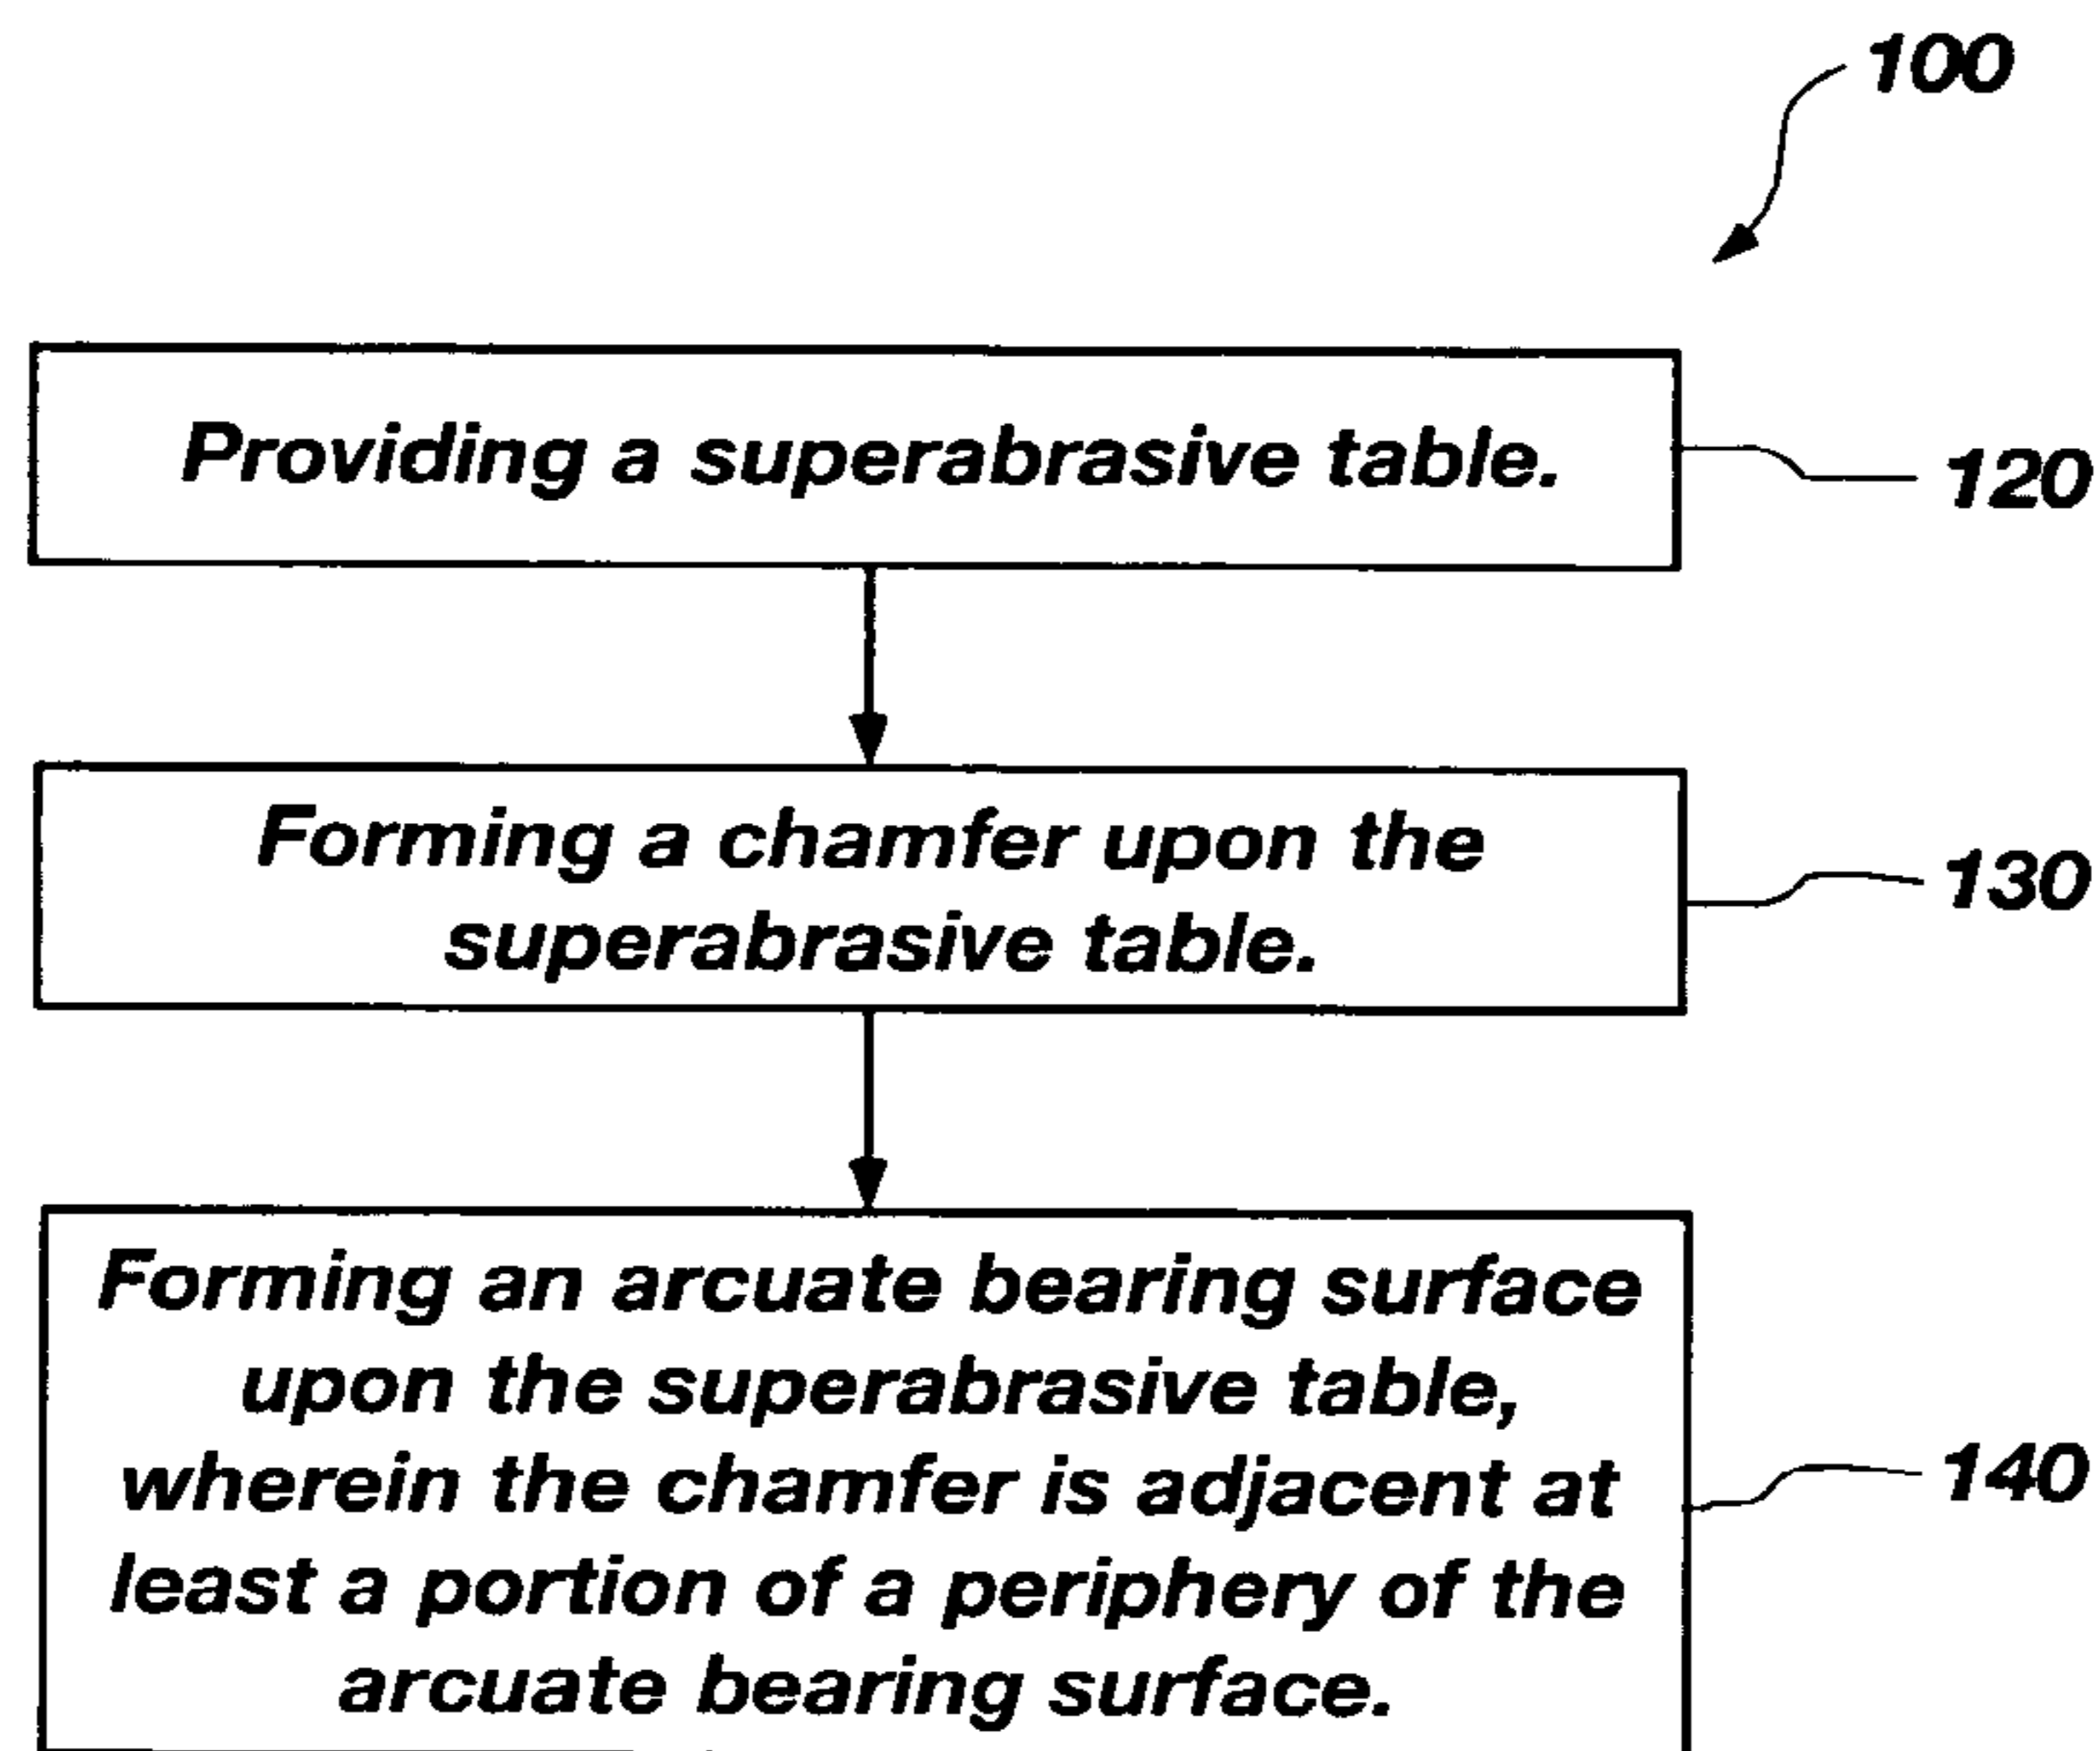 100
Providing a superabrasive table.
120
Forming a chamfer upon the
superabrasive table.
130
Forming an arcuate bearing surface
upon the superabrasive table,
wherein the chamfer is adjacent at
least a portion of a periphery of the
arcuate bearing surface.
140